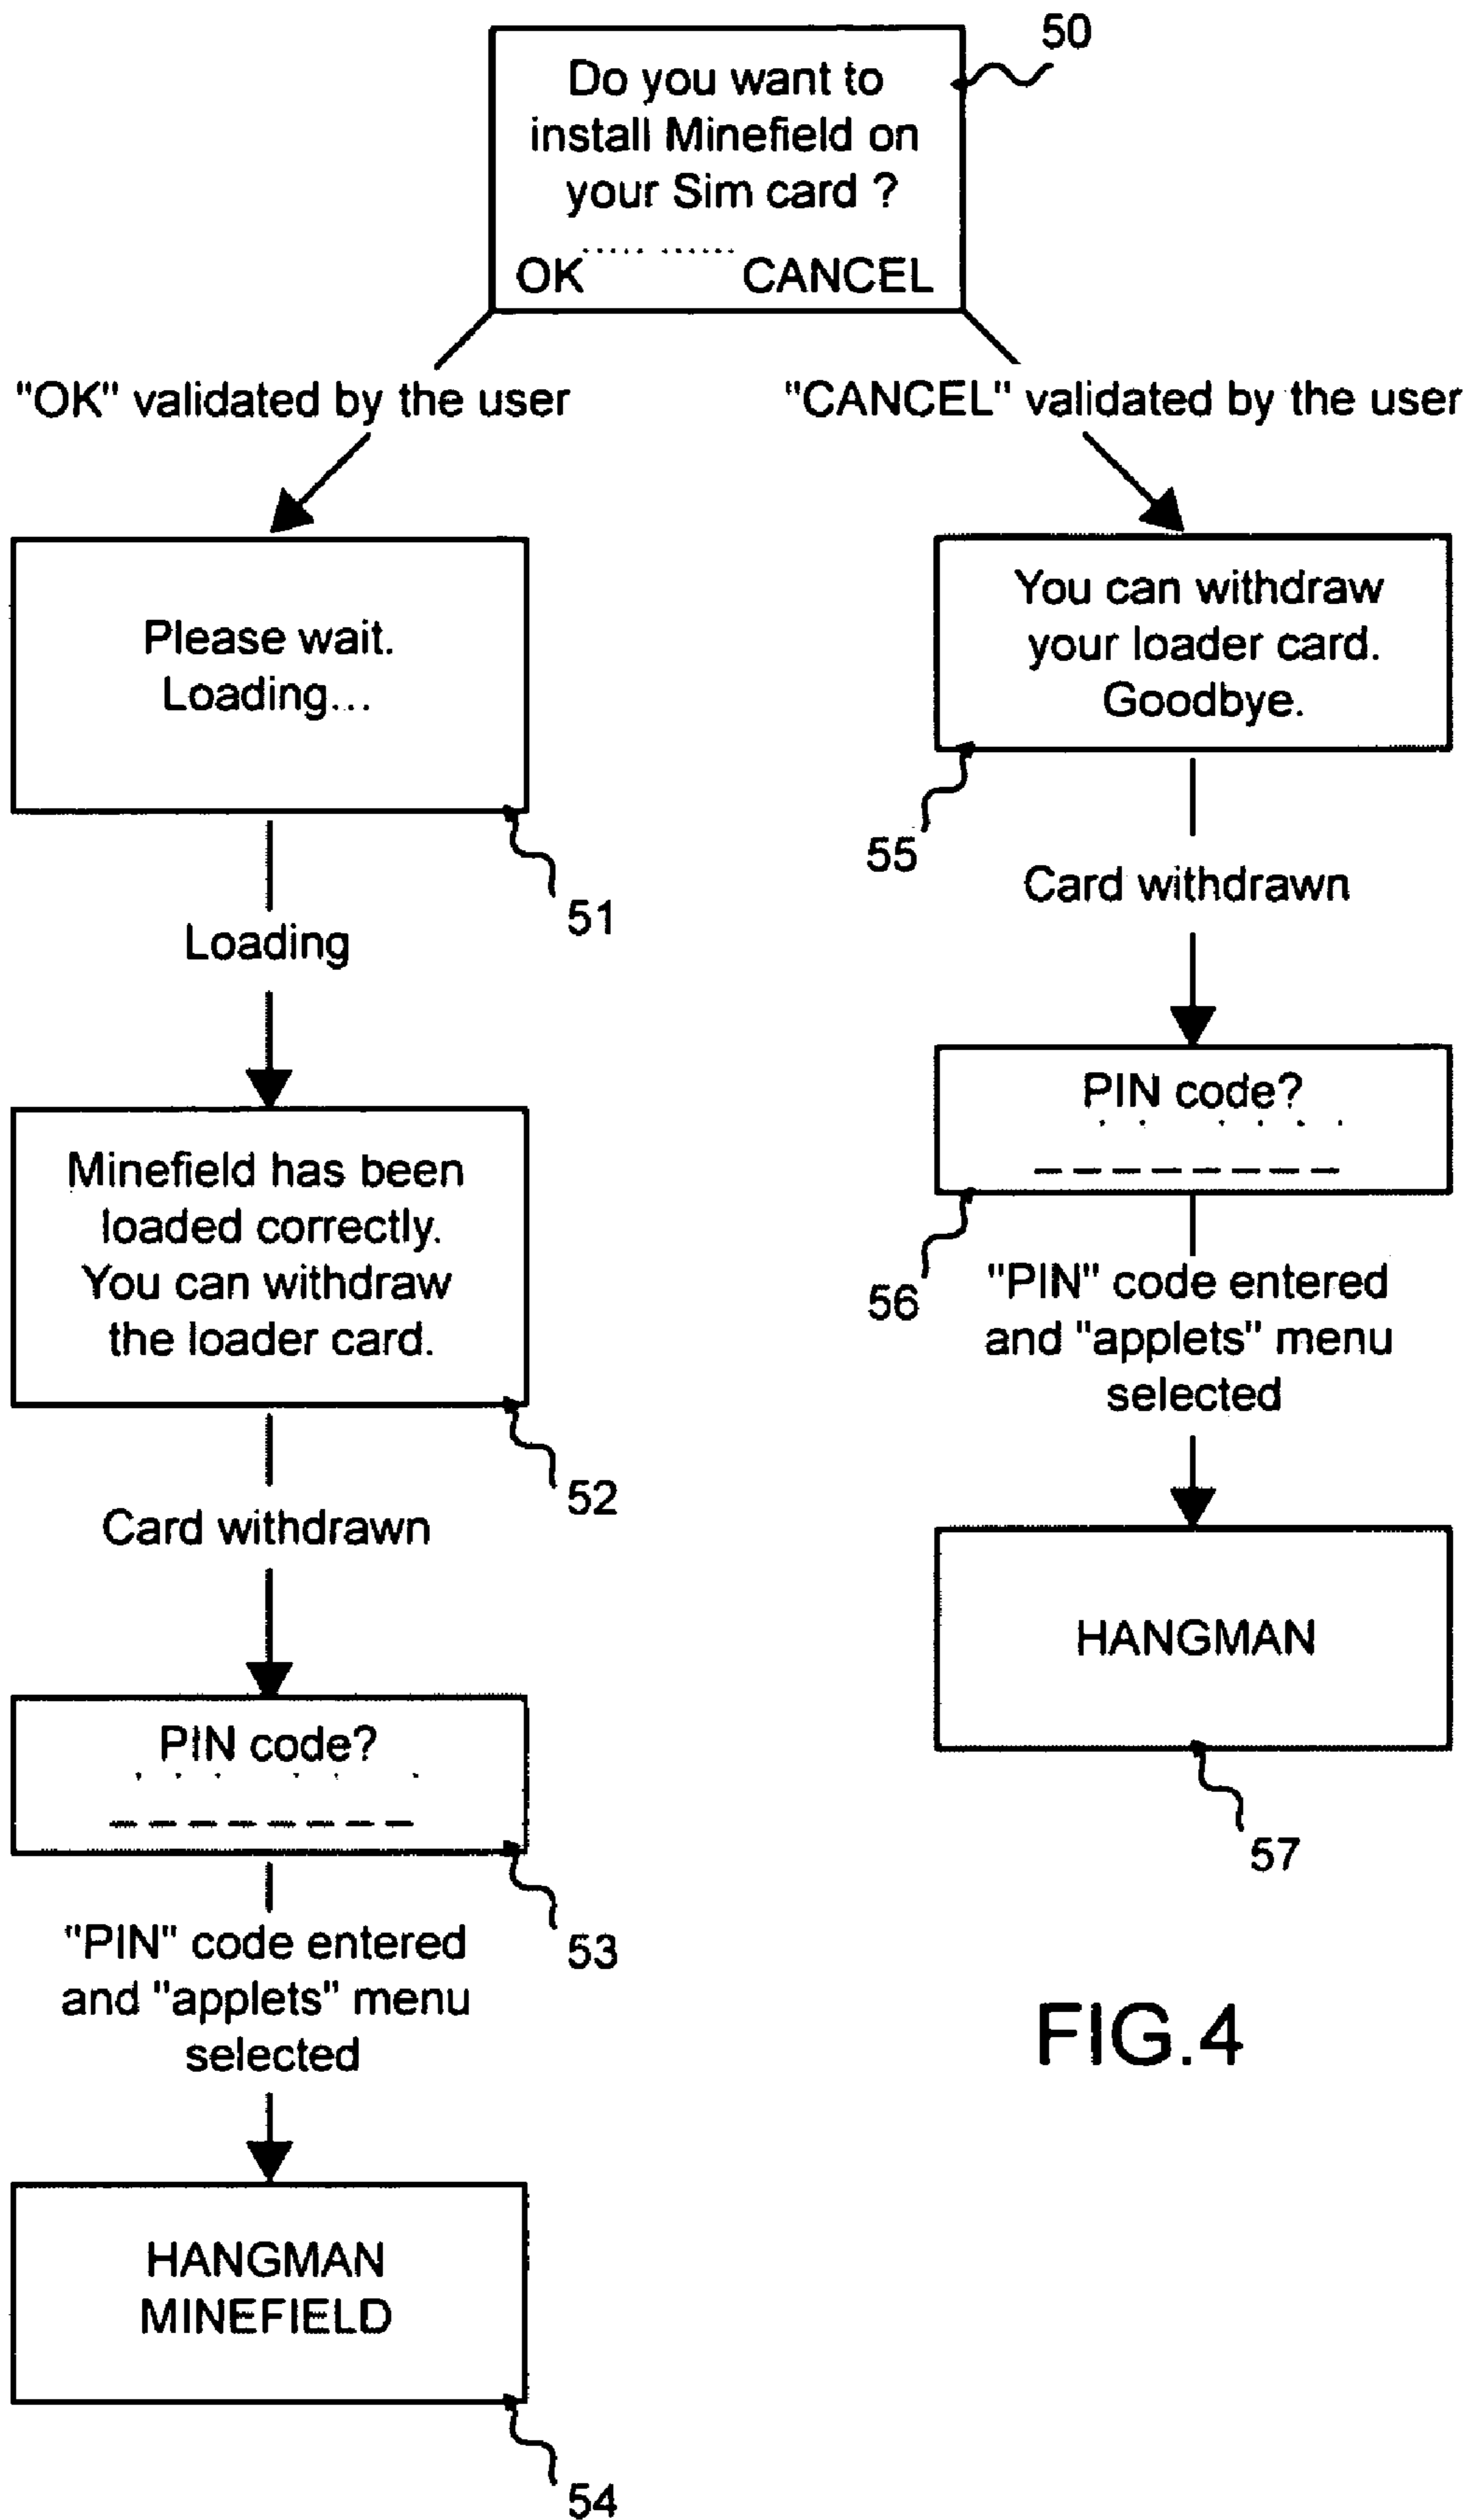 50
Do you want to
install Minefield on
your Sim card ?
OK CANCEL
"OK" validated by the user
"CANCEL" validated by the user
Please wait.
Loading...
51
Loading
Minefield has been
loaded correctly.
You can withdraw
the loader card.
52
Card withdrawn
PIN code?
53
"PIN" code entered
and "applets" menu
selected
HANGMAN
MINEFIELD
54
You can withdraw
your loader card.
Goodbye.
55
Card withdrawn
PIN code?
56
"PIN" code entered
and "applets" menu
selected
HANGMAN
57
FIG.4